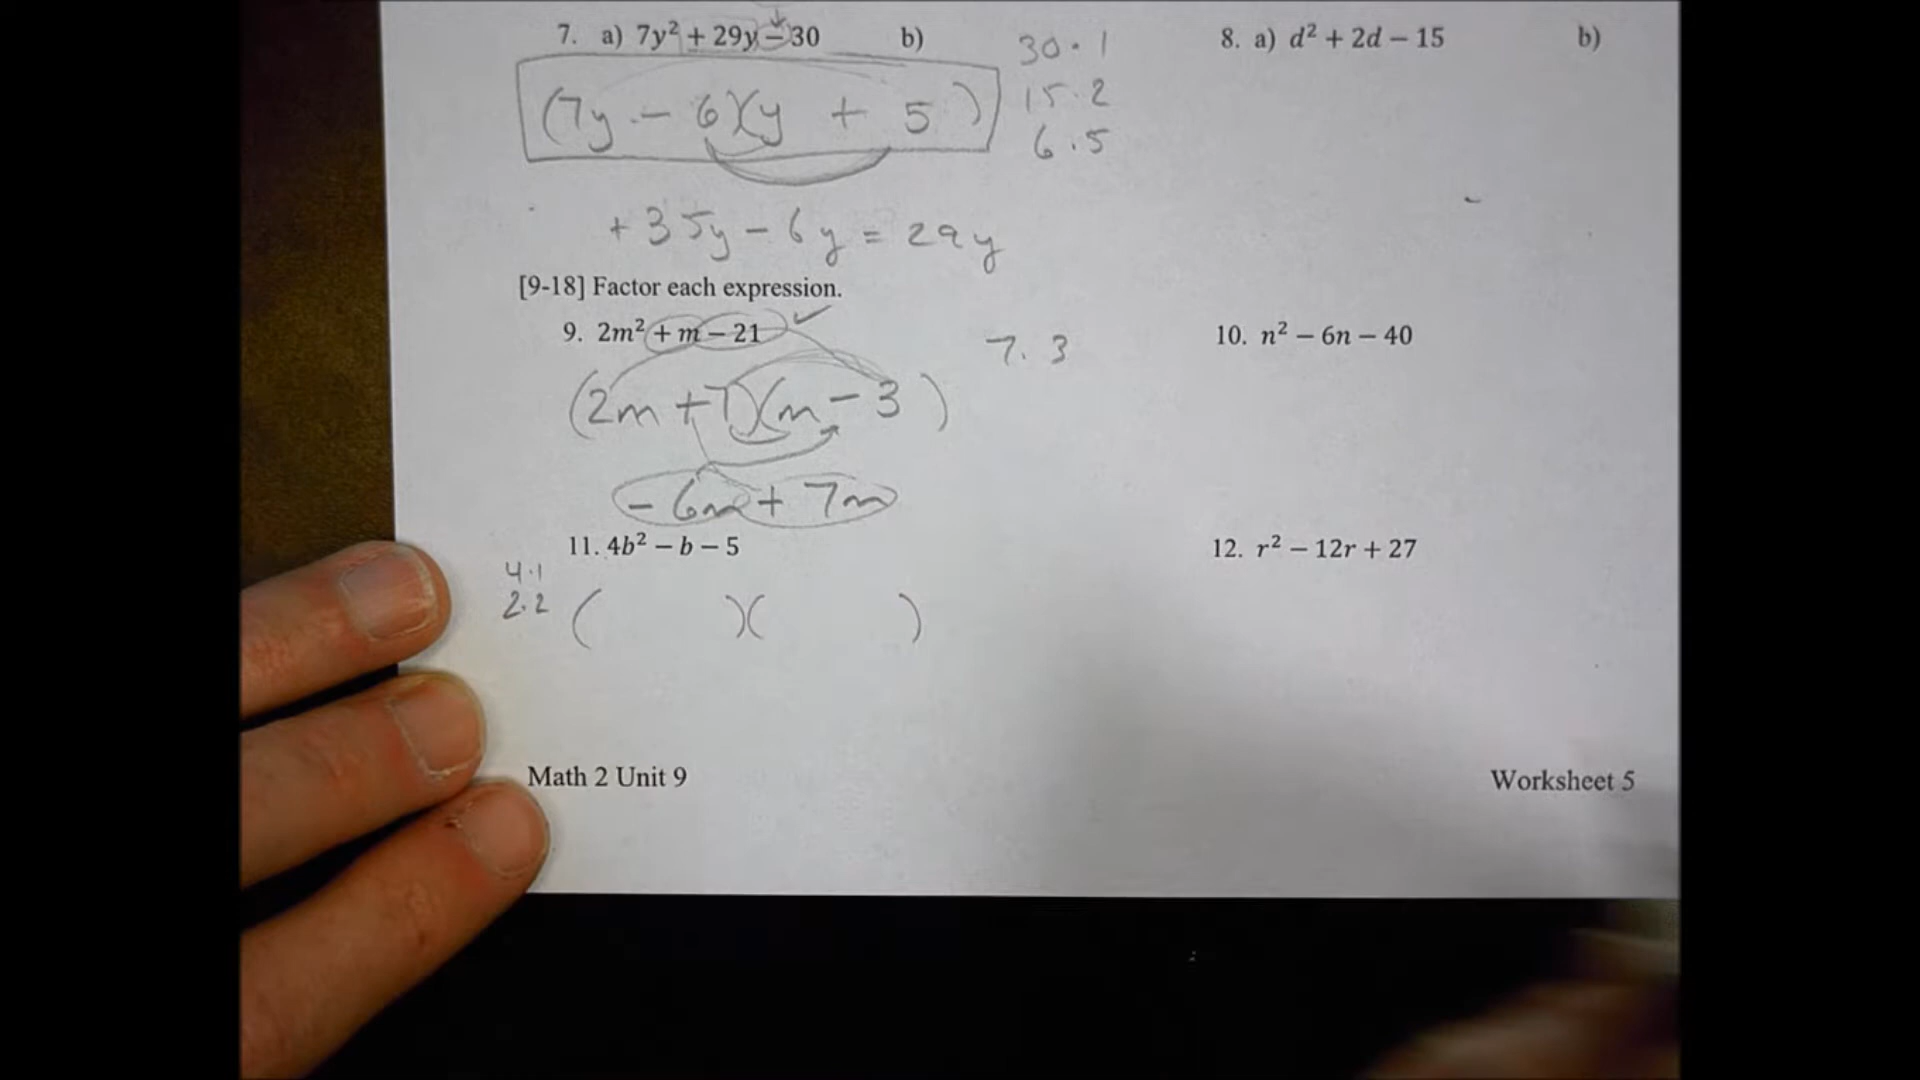 7. a) 7y² + 29y – 30 b)
30 · 1
15 · 2
6 . 5
(7y - 6)(y + 5)
+35y - 6y = 29y
8. a) d² + 2d – 15 b)
[9-18] Factor each expression.
9. 2m² + m – 21 ✓
7. 3
(2m + 7)(m - 3)
- 6m + 7m
10. n² – 6n – 40
11. 4b² – b – 5
4·1
2.2 ( )( )
12. r² – 12r + 27
Math 2 Unit 9
Worksheet 5